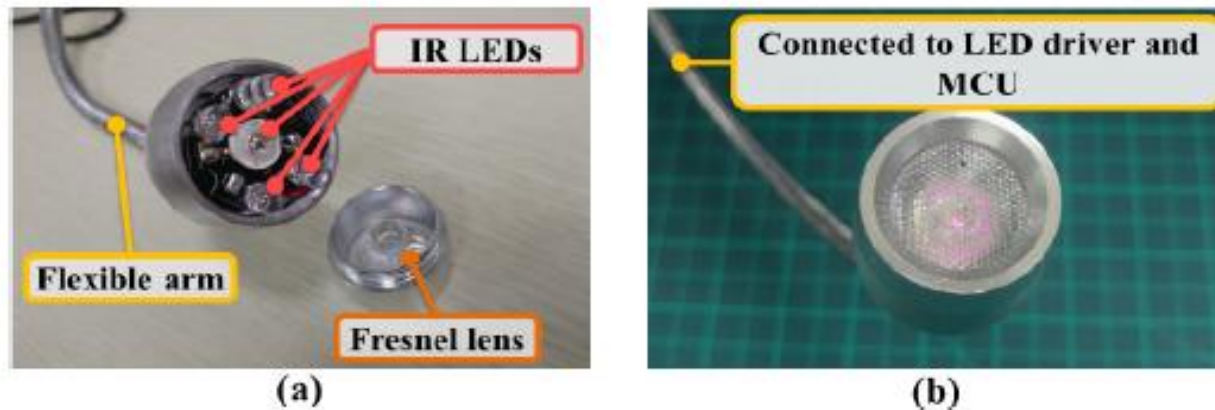 IR LEDs
Flexible arm
Fresnel lens
(a)
Connected to LED driver and
MCU
(b)